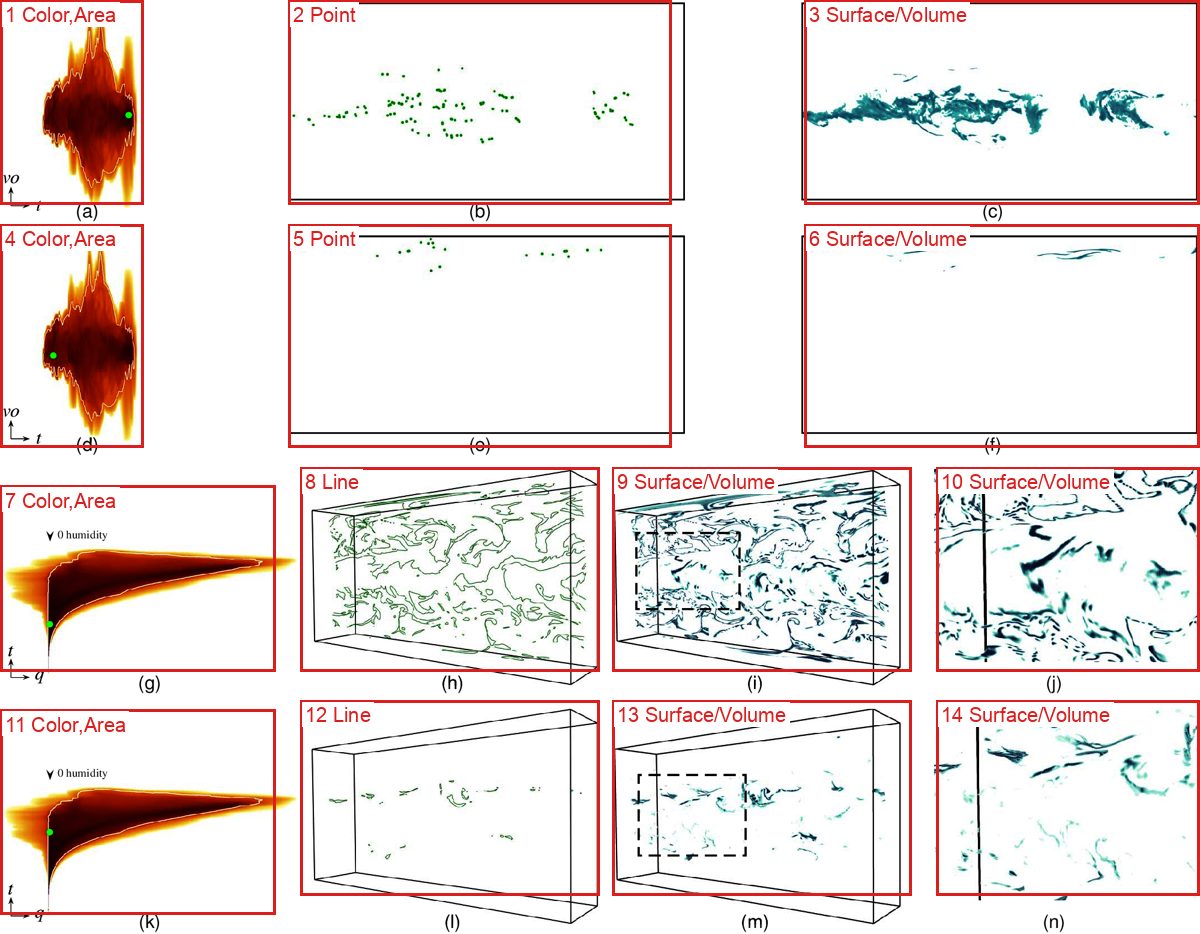 1 Color,Area
2 Point
3 Surface/Volume
vo
t
(a)
(b)
(c)
4 Color,Area
5 Point
6 Surface/Volume
vo
t
(d)
(e)
(f)
7 Color,Area
8 Line
9 Surface/Volume
10 Surface/Volume
0 humidity
t
q
(g)
(h)
(i)
(j)
11 Color,Area
12 Line
13 Surface/Volume
14 Surface/Volume
0 humidity
t
q
(k)
(l)
(m)
(n)